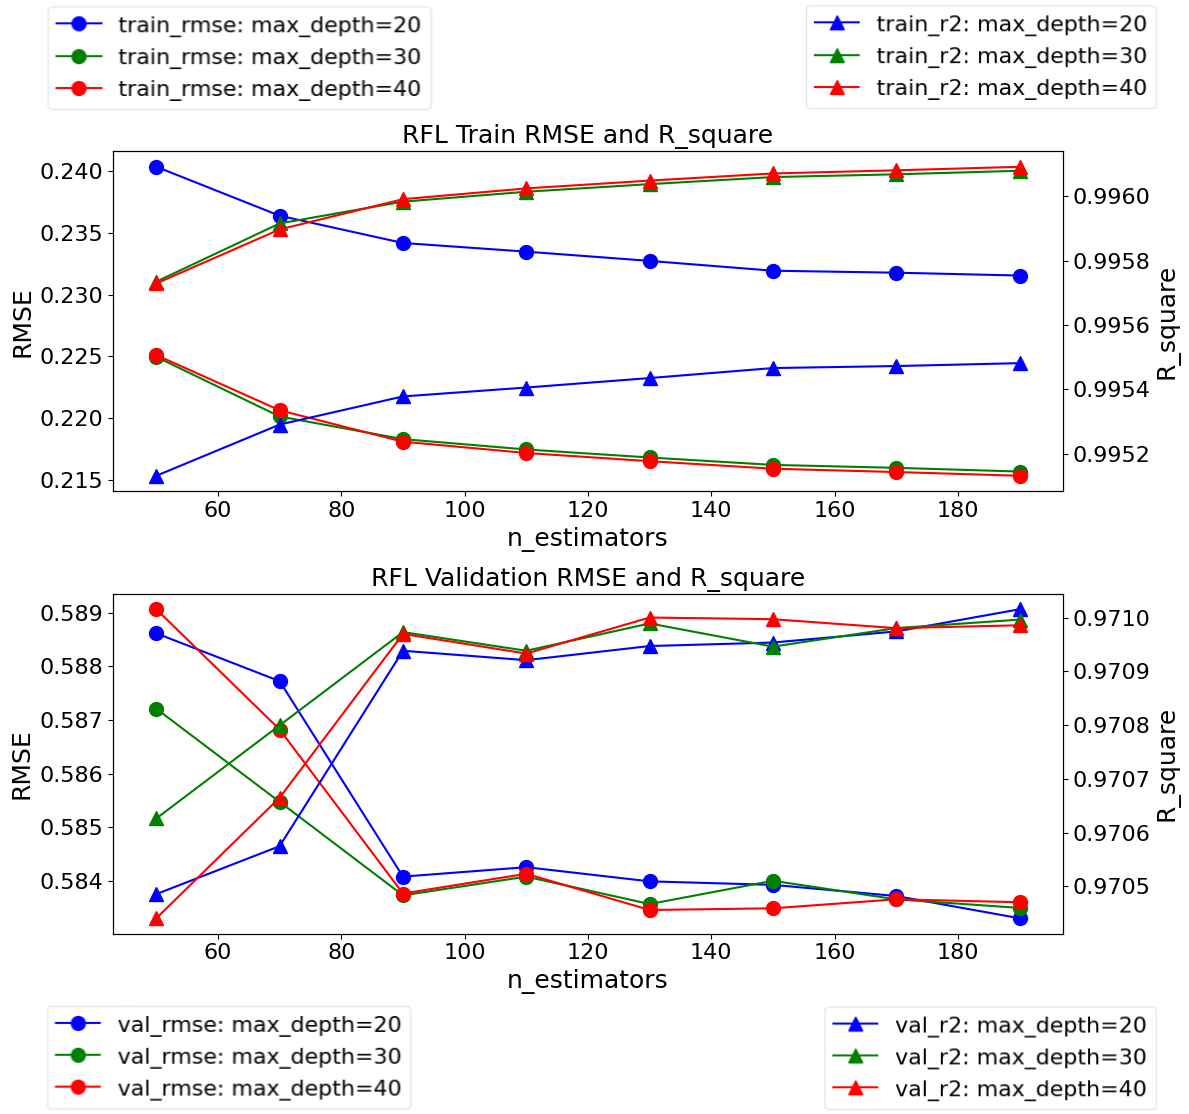 train_rmse: max_depth=20
train_rmse: max_depth=30
train_rmse: max_depth=40
train_r2: max_depth=20
train_r2: max_depth=30
train_r2: max_depth=40
RFL Train RMSE and R_square
RMSE
0.240
0.235
0.230
0.225
0.220
0.215
0.9960
0.9958
0.9956
0.9954
0.9952
R_square
60 80 100 120 140 160 180
n_estimators
RFL Validation RMSE and R_square
RMSE
0.589
0.588
0.587
0.586
0.585
0.584
0.9710
0.9709
0.9708
0.9707
0.9706
0.9705
R_square
60 80 100 120 140 160 180
n_estimators
val_rmse: max_depth=20
val_rmse: max_depth=30
val_rmse: max_depth=40
val_r2: max_depth=20
val_r2: max_depth=30
val_r2: max_depth=40